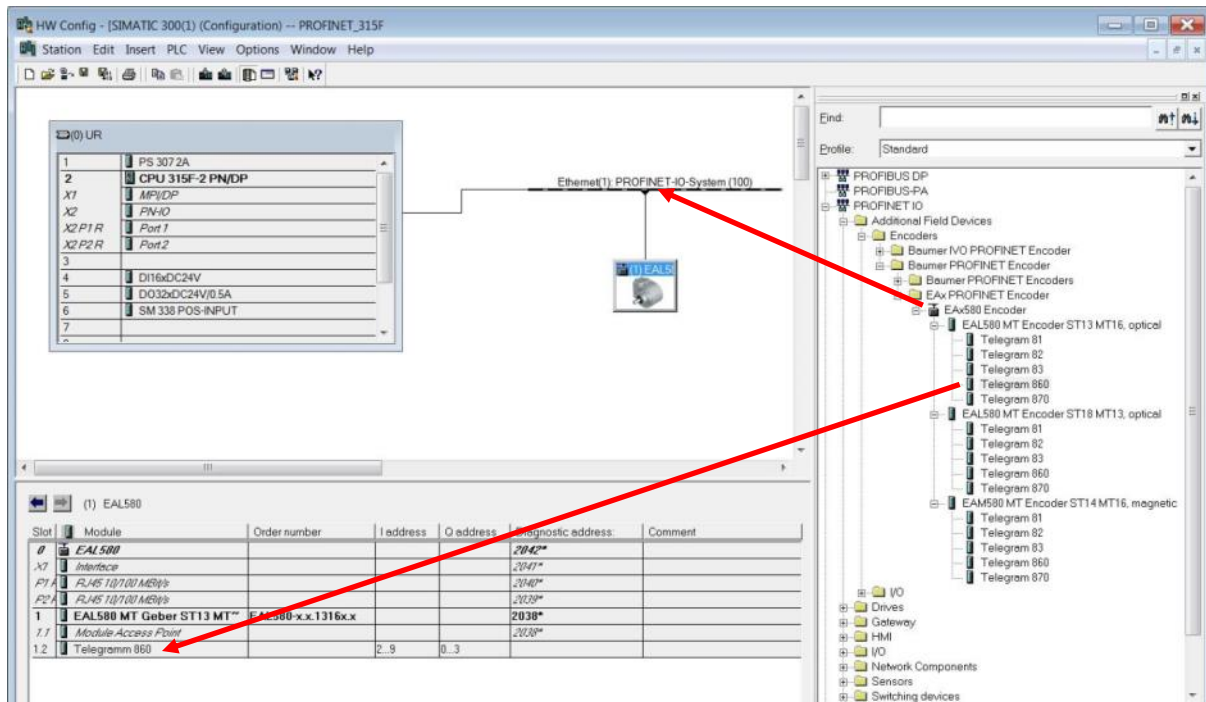 HW Config - [SIMATIC 300(1) (Configuration) -- PROFINET_315F
Station Edit Insert PLC View Options Window Help
(0) UR
1 PS 307 2A
2 CPU 315F-2 PN/DP
X1 MPI/DP
X2 PN-IO
X2 P1 R Port 1
X2 P2 R Port 2
3
4 DI16xDC24V
5 DO32xDC24V/0.5A
6 SM 338 POS-INPUT
7
Ethernet(1): PROFINET-IO-System (100)
(1) EAL5
Find:
Profile: Standard
PROFIBUS DP
PROFIBUS-PA
PROFINET IO
Additional Field Devices
Encoders
Baumer IVO PROFINET Encoder
Baumer PROFINET Encoder
Baumer PROFINET Encoders
EAx PROFINET Encoder
EAx580 Encoder
EAL580 MT Encoder ST13 MT16, optical
Telegram 81
Telegram 82
Telegram 83
Telegram 860
Telegram 870
EAL580 MT Encoder ST18 MT13, optical
Telegram 81
Telegram 82
Telegram 83
Telegram 860
Telegram 870
EAM580 MT Encoder ST14 MT16, magnetic
Telegram 81
Telegram 82
Telegram 83
Telegram 860
Telegram 870
I/O
Drives
Gateway
HMI
I/O
Network Components
Sensors
Switching devices
(1) EAL580
Slot Module Order number I address Q address Diagnostic address: Comment
0 EAL580 2042*
X1 Interface 2041*
P1 R RJ45 10/100 MBit/s 2040*
P2 R RJ45 10/100 MBit/s 2039*
1 EAL580 MT Geber ST13 MT~ EAL580-x.x.1316x.x 2038*
1.1 Module Access Point 2038*
1.2 Telegramm 860 2...9 0...3